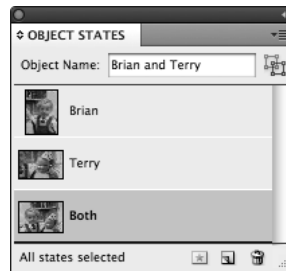 OBJECT STATES
Object Name: Brian and Terry
Brian
Terry
Both
All states selected